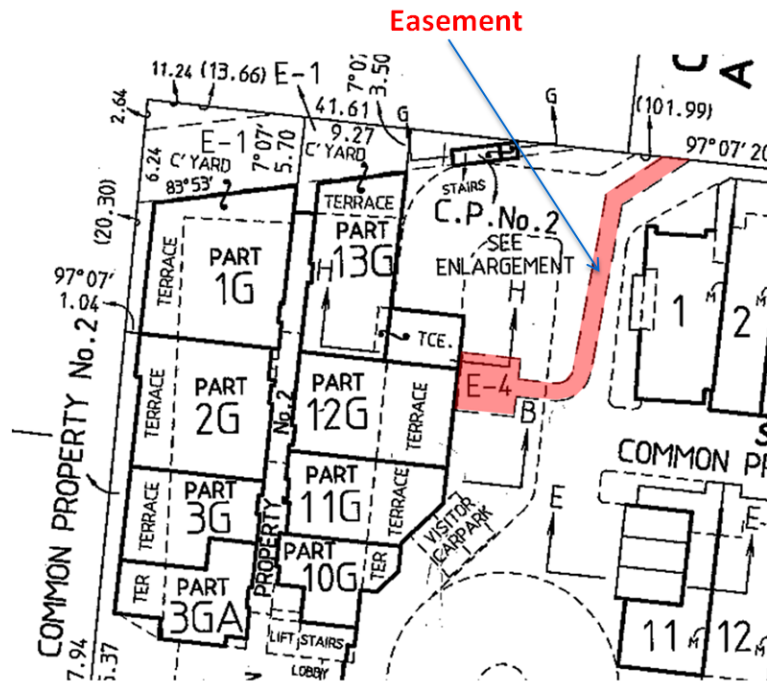 Easement
C
A
11.24 (13.66) E-1
7°07'
3.50
41.61
G
G
(101.99)
97°07'20
2.64
E-1
C'YARD
6.24
83°53'
7°07'
5.70
9.27
C'YARD
STAIRS
C.P. No.2
SEE
ENLARGEMENT
(20.30)
TERRACE
TERRACE
PART
1G
PART
13G
H
H
97°07'
1.04
TCE.
1
M
2
M
E-4
B
COMMON PROPERTY No.2
TERRACE
PART
2G
No.2
PART
12G
TERRACE
COMMON PR
S
TERRACE
PART
3G
PROPERTY
PART
11G
TERRACE
VISITOR
CARPARK
E
E
TER
PART
3GA
PART
10G
TER
LIFT STAIRS
LOBBY
11
M
12
M
7.94
5.37
N